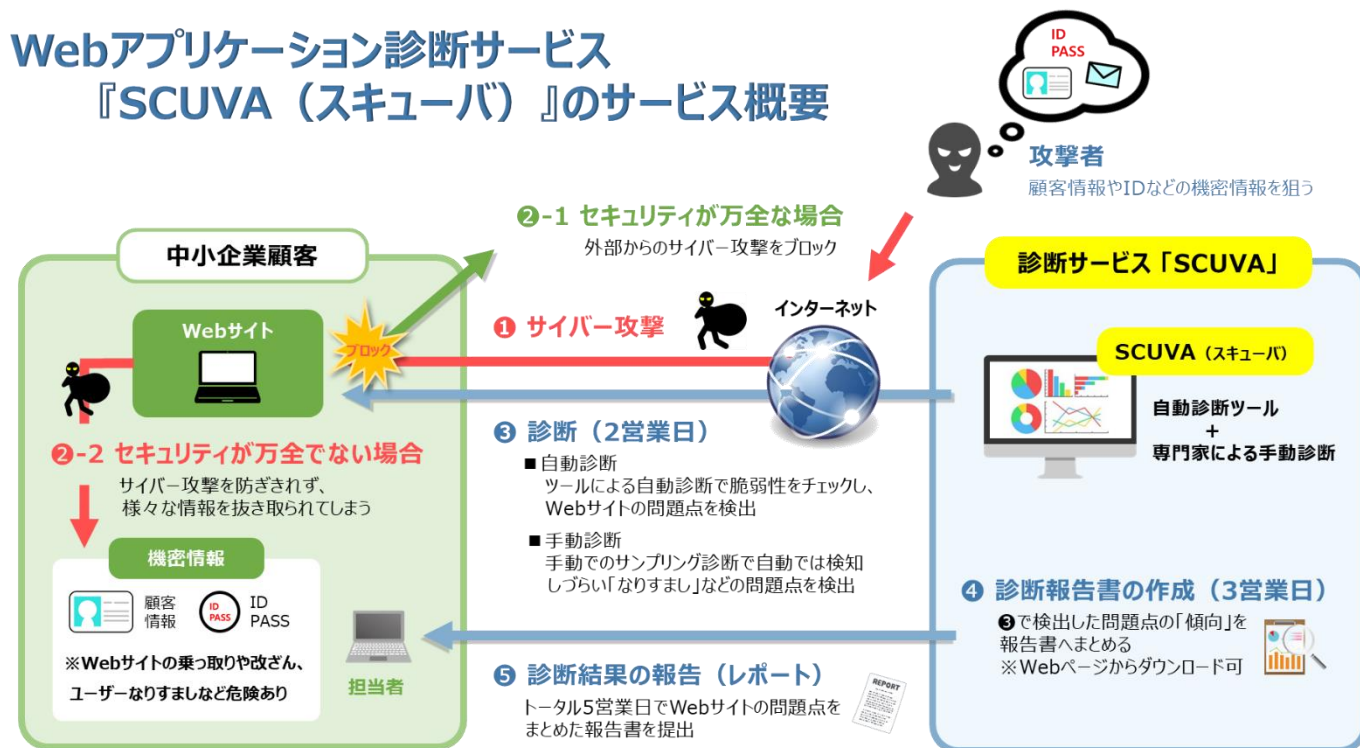 Webアプリケーション診断サービス
『SCUVA（スキューバ）』のサービス概要
ID
PASS
攻撃者
顧客情報やIDなどの機密情報を狙う
❷-1 セキュリティが万全な場合
外部からのサイバー攻撃をブロック
中小企業顧客
Webサイト
ブロック
❶ サイバー攻撃
インターネット
診断サービス「SCUVA」
SCUVA（スキューバ）
自動診断ツール
+
専門家による手動診断
❷-2 セキュリティが万全でない場合
サイバー攻撃を防ぎきれず、
様々な情報を抜き取られてしまう
機密情報
顧客
情報
ID
PASS
ID
PASS
※Webサイトの乗っ取りや改ざん、
ユーザーなりすましなど危険あり
担当者
❸ 診断（2営業日）
■自動診断
ツールによる自動診断で脆弱性をチェックし、
Webサイトの問題点を検出
■手動診断
手動でのサンプリング診断で自動では検知
しづらい「なりすまし」などの問題点を検出
❹ 診断報告書の作成（3営業日）
❸で検出した問題点の「傾向」を
報告書へまとめる
※Webページからダウンロード可
❺ 診断結果の報告（レポート）
トータル5営業日でWebサイトの問題点を
まとめた報告書を提出
REPORT